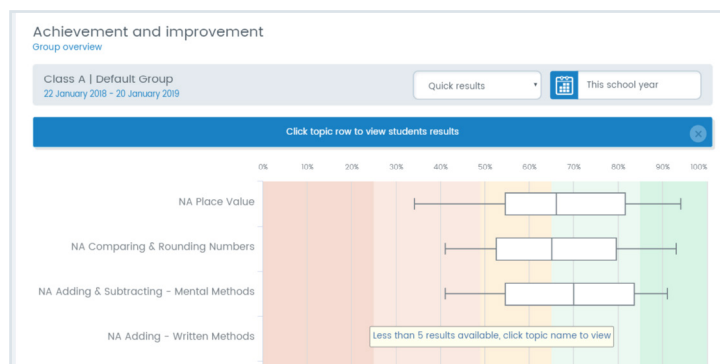 Achievement and improvement
Group overview
Class A | Default Group
22 January 2018 - 20 January 2019
Quick results
This school year
Click topic row to view students results
0% 10% 20% 30% 40% 50% 60% 70% 80% 90% 100%
NA Place Value
NA Comparing & Rounding Numbers
NA Adding & Subtracting - Mental Methods
NA Adding - Written Methods
Less than 5 results available, click topic name to view